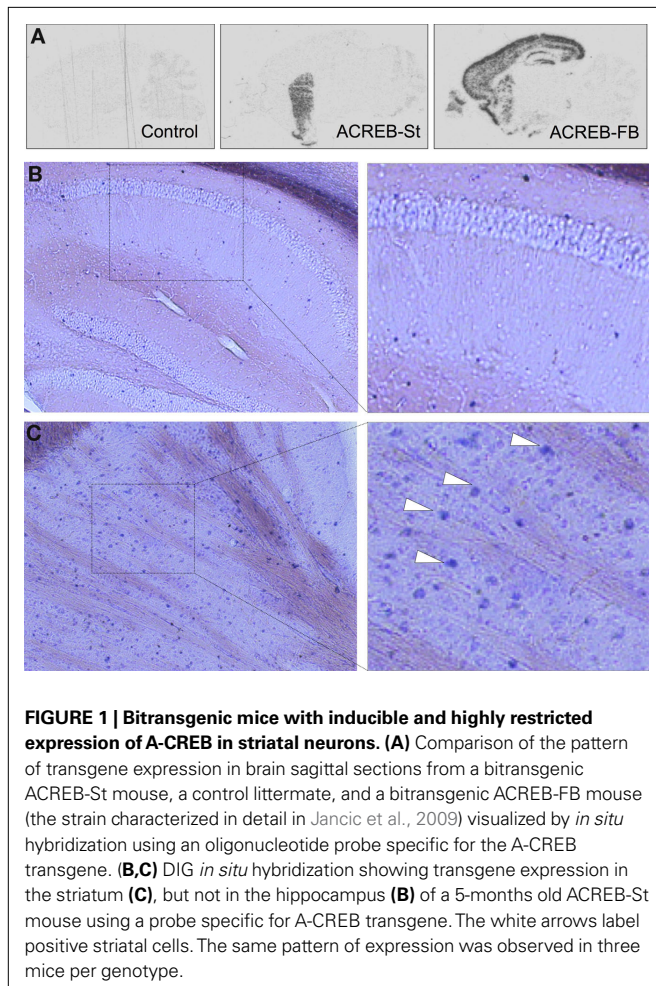 A
Control
ACREB-St
ACREB-FB
B
C
FIGURE 1 | Bitransgenic mice with inducible and highly restricted
expression of A-CREB in striatal neurons. (A) Comparison of the pattern
of transgene expression in brain sagittal sections from a bitransgenic
ACREB-St mouse, a control littermate, and a bitransgenic ACREB-FB mouse
(the strain characterized in detail in Jancic et al., 2009) visualized by in situ
hybridization using an oligonucleotide probe specific for the A-CREB
transgene. (B,C) DIG in situ hybridization showing transgene expression in
the striatum (C), but not in the hippocampus (B) of a 5-months old ACREB-St
mouse using a probe specific for A-CREB transgene. The white arrows label
positive striatal cells. The same pattern of expression was observed in three
mice per genotype.